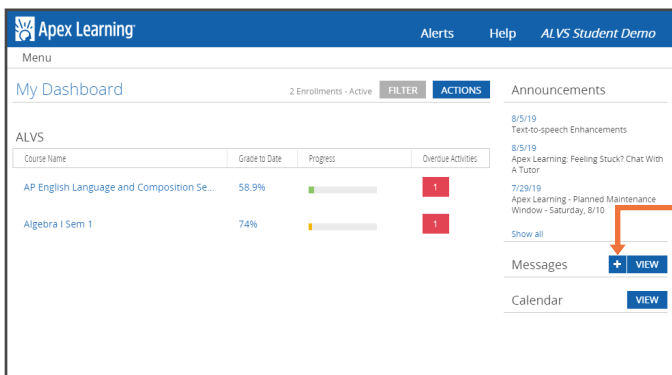 Apex Learning
Alerts
Help
ALVS Student Demo
Menu
My Dashboard
2 Enrollments - Active
FILTER
ACTIONS
ALVS
Course Name
Grade to Date
Progress
Overdue Activities
AP English Language and Composition Se...
58.9%
1
Algebra I Sem 1
74%
1
Announcements
8/5/19
Text-to-speech Enhancements
8/5/19
Apex Learning: Feeling Stuck? Chat With
A Tutor
7/29/19
Apex Learning - Planned Maintenance
Window - Saturday, 8/10
Show all
Messages
+
VIEW
Calendar
VIEW